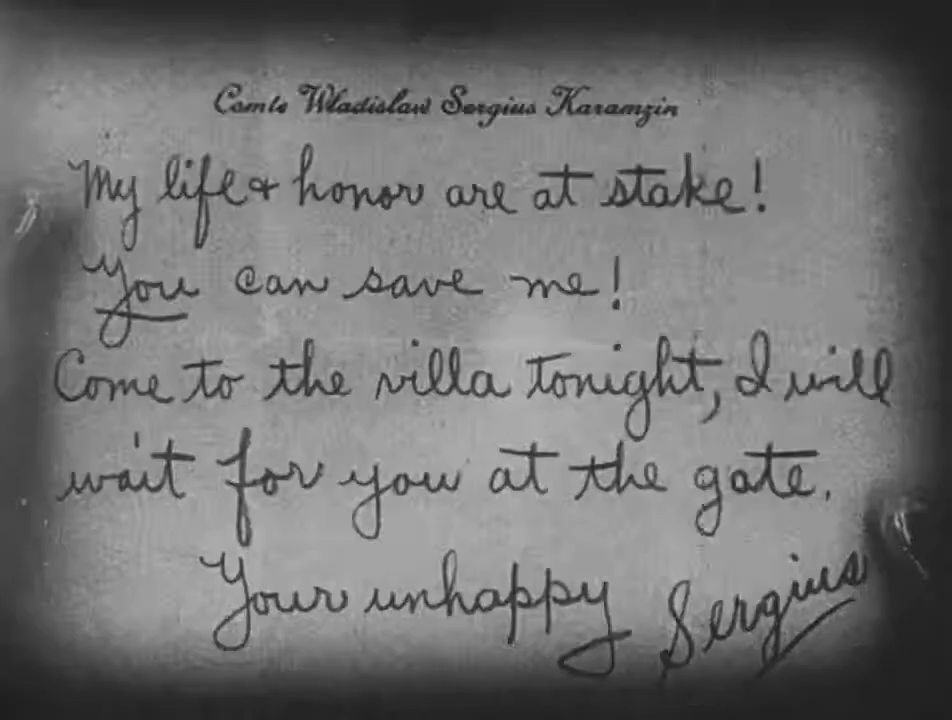 Comte Wladislaw Sergius Karamzin
My life & honor are at stake!
You can save me!
Come to the villa tonight, I will
wait for you at the gate.
Your unhappy Sergius